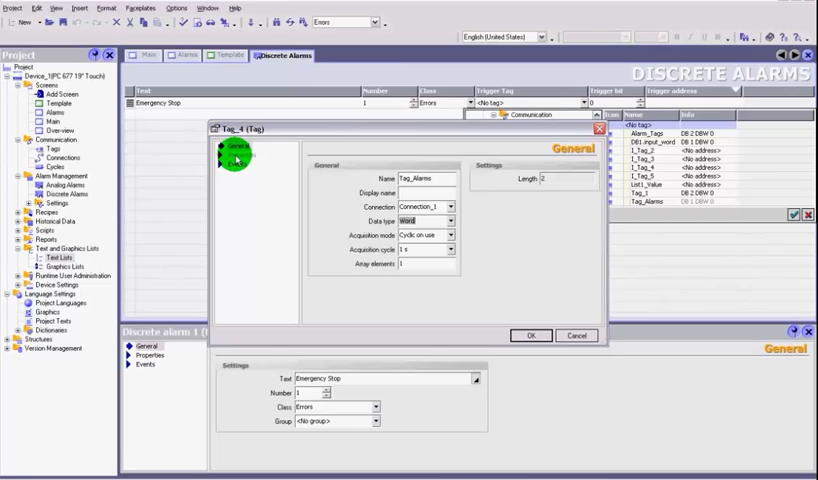 Project Edit View Insert Format Faceplates Options Window Help
New
Errors
English (United States)
Project
Project
Device_1(PC 677 19" Touch)
Screens
Add Screen
Template
Alarms
Main
Over-view
Communication
Tags
Connections
Cycles
Alarm Management
Analog Alarms
Discrete Alarms
Settings
Recipes
Historical Data
Scripts
Reports
Text and Graphics Lists
Text Lists
Graphics Lists
Runtime User Administration
Device Settings
Language Settings
Project Languages
Graphics
Project Texts
Dictionaries
Structures
Version Management
Main Alarms Template Discrete Alarms
DISCRETE ALARMS
Text Number Class Trigger Tag Trigger bit Trigger address
Emergency Stop 1 Errors <No tag> 0
Communication
Icon Name Info
<No tag>
Alarm_Tags DB 2 DBW 0
DB1.input_word DB 2 DBW 0
I_Tag_2 <No address>
I_Tag_3 <No address>
I_Tag_4 <No address>
I_Tag_5 <No address>
List1_Value <No address>
Tag_1 DB 2 DBW 0
Tag_Alarms DB 1 DBW 0
Tag_4 (Tag)
General
Properties
Events
General
General
Name Tag_Alarms
Display name
Connection Connection_1
Data type Word
Acquisition mode Cyclic on use
Acquisition cycle 1 s
Array elements 1
Settings
Length 2
OK Cancel
Discrete alarm 1 (
General
Properties
Events
General
Settings
Text Emergency Stop
Number 1
Class Errors
Group <No group>